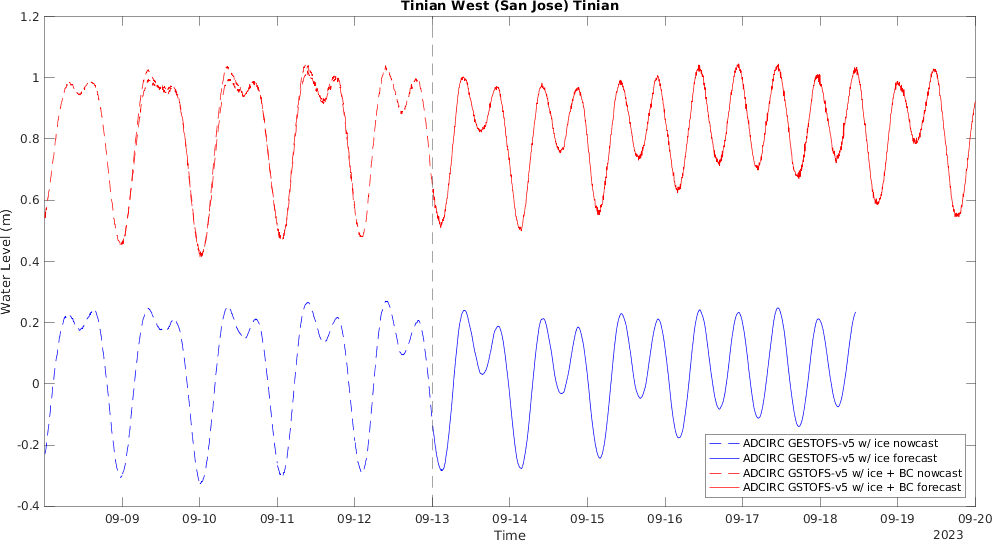 Tinian West (San Jose) Tinian
1.2
1
0.8
0.6
0.4
0.2
0
-0.2
-0.4
Water Level (m)
ADCIRC GESTOFS-v5 w/ ice nowcast
ADCIRC GESTOFS-v5 w/ ice forecast
ADCIRC GSTOFS-v5 w/ ice + BC nowcast
ADCIRC GSTOFS-v5 w/ ice + BC forecast
09-09 09-10 09-11 09-12 09-13 09-14 09-15 09-16 09-17 09-18 09-19 09-20
Time
2023